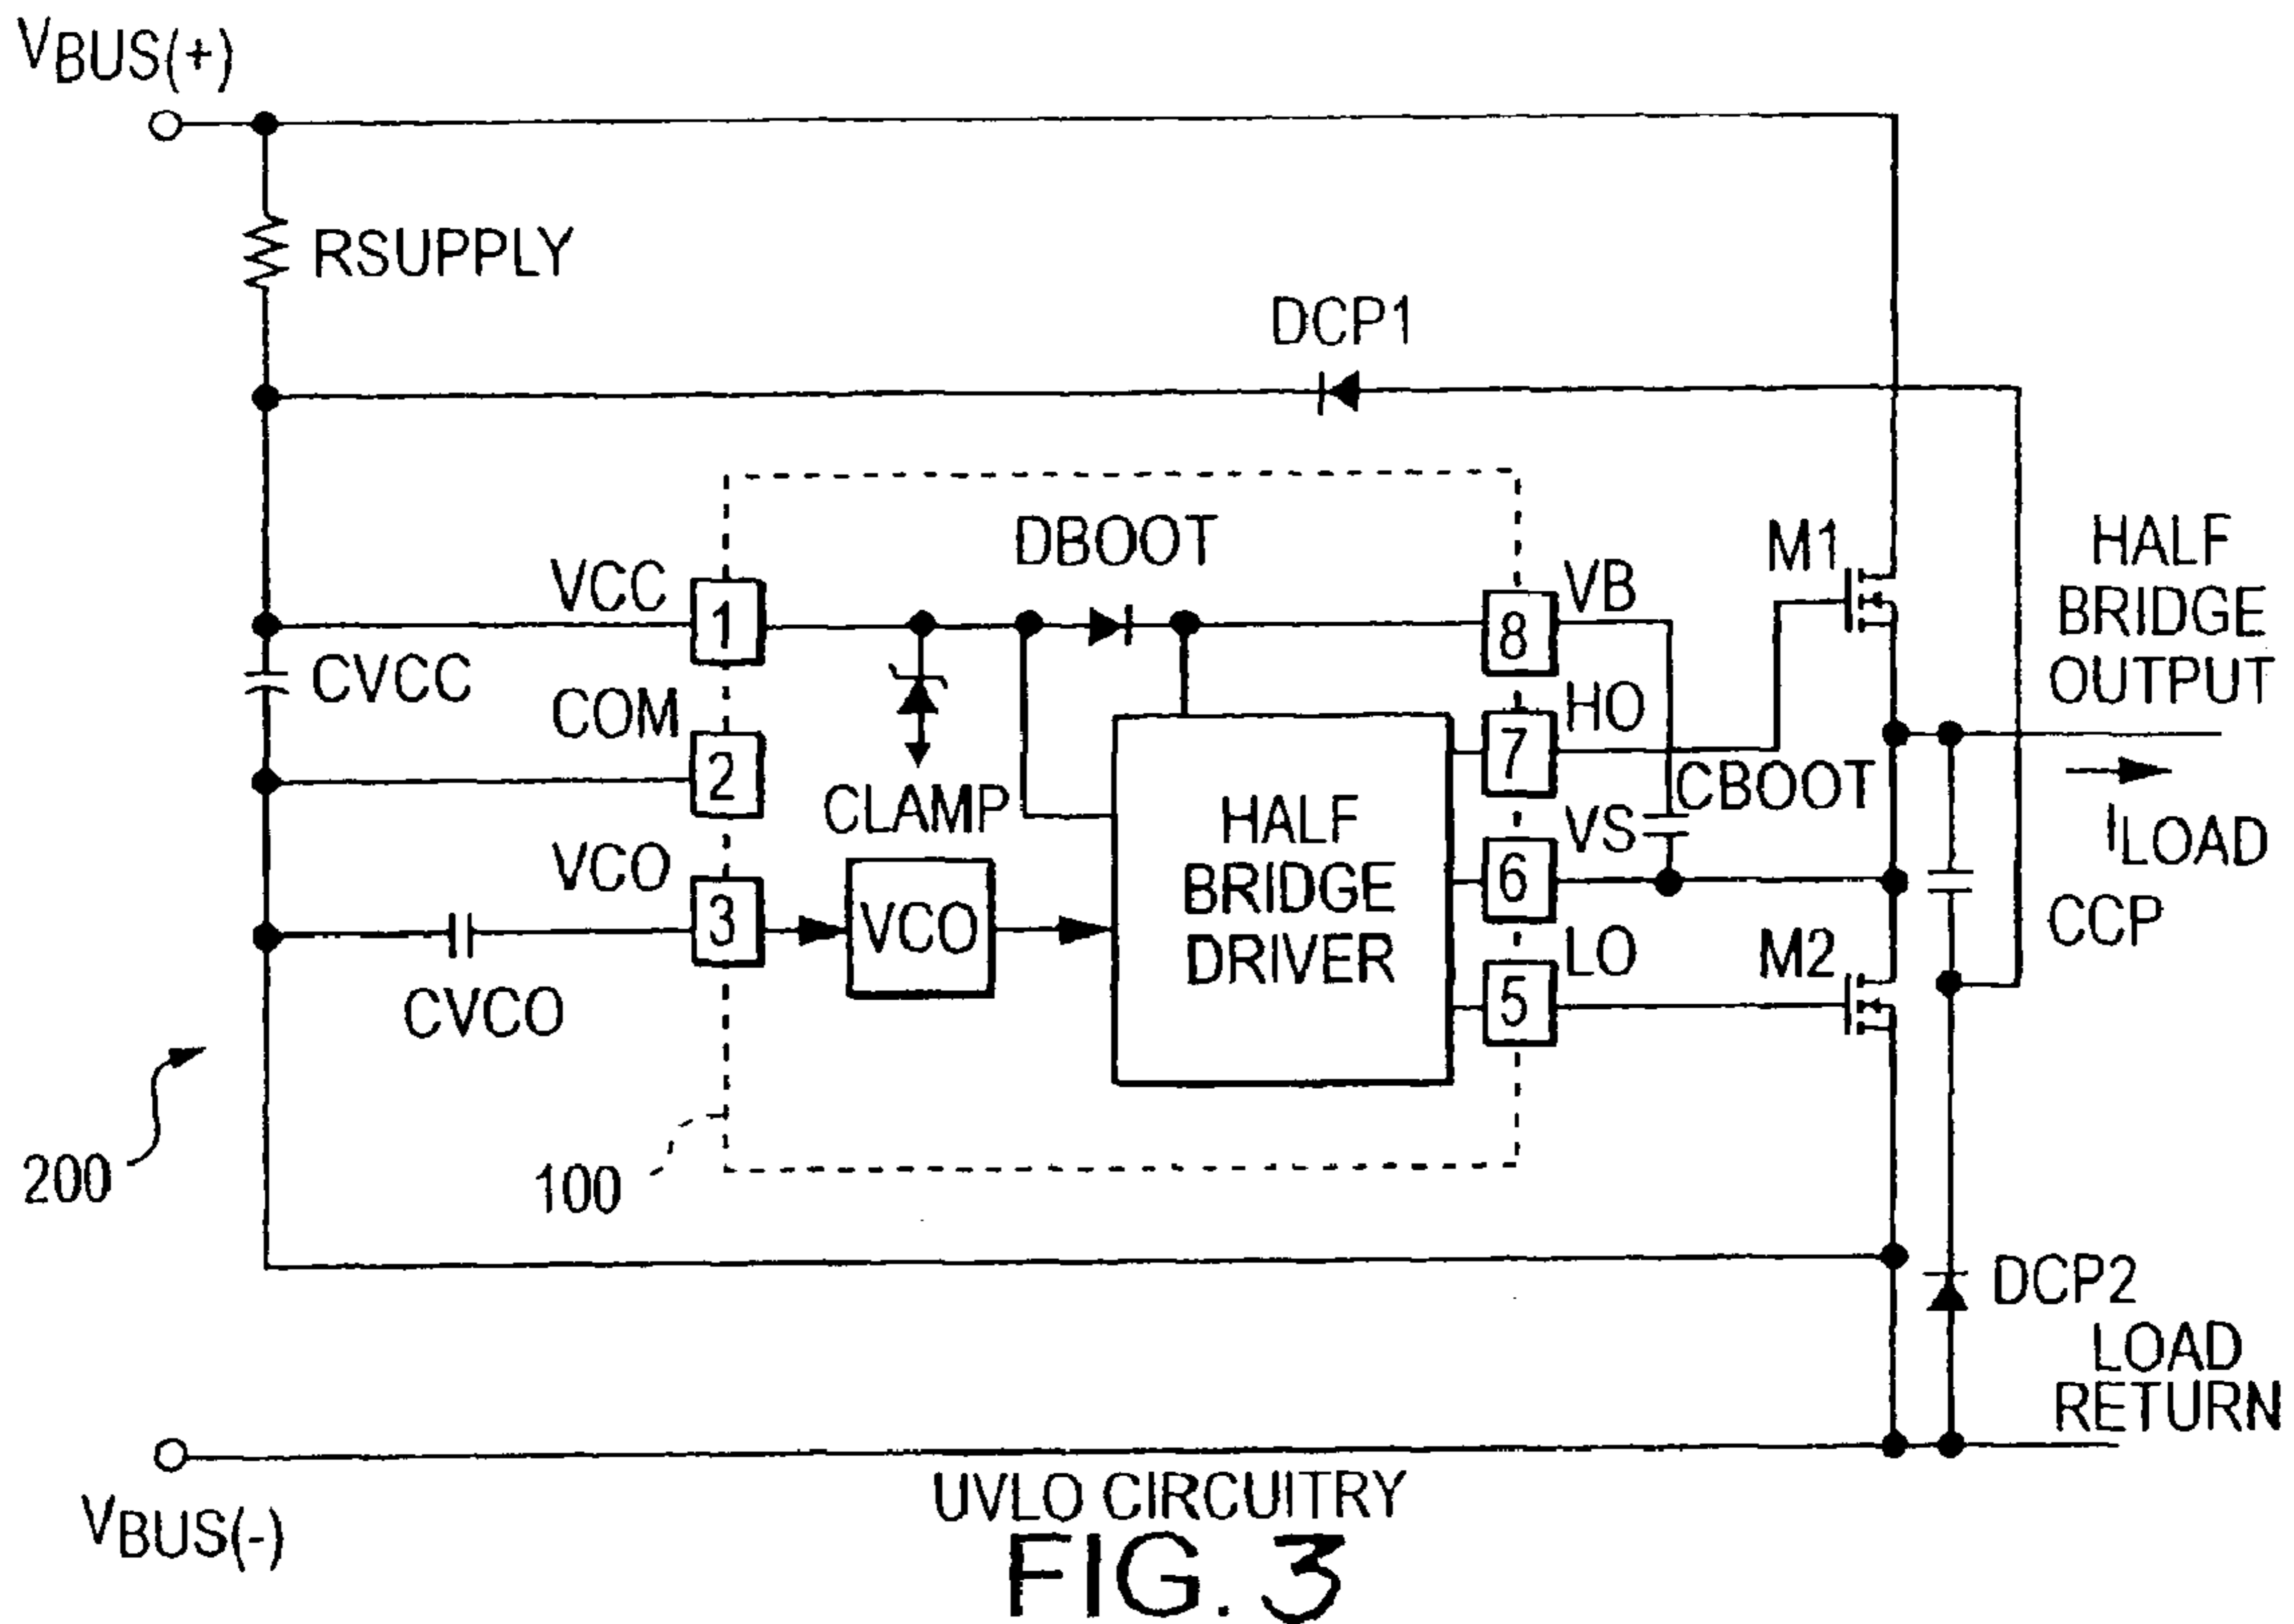 VBUS(+)
RSUPPLY
DCP1
DBOOT
VCC
1
8
VB
M1
HALF
BRIDGE
OUTPUT
CVCC
COM
2
CLAMP
HALF
BRIDGE
DRIVER
7
HO
CBOOT
ILOAD
VCO
3
VCO
6
VS
CCP
CVCO
5
LO
M2
200
100
DCP2
LOAD
RETURN
VBUS(-)
UVLO CIRCUITRY
FIG. 3